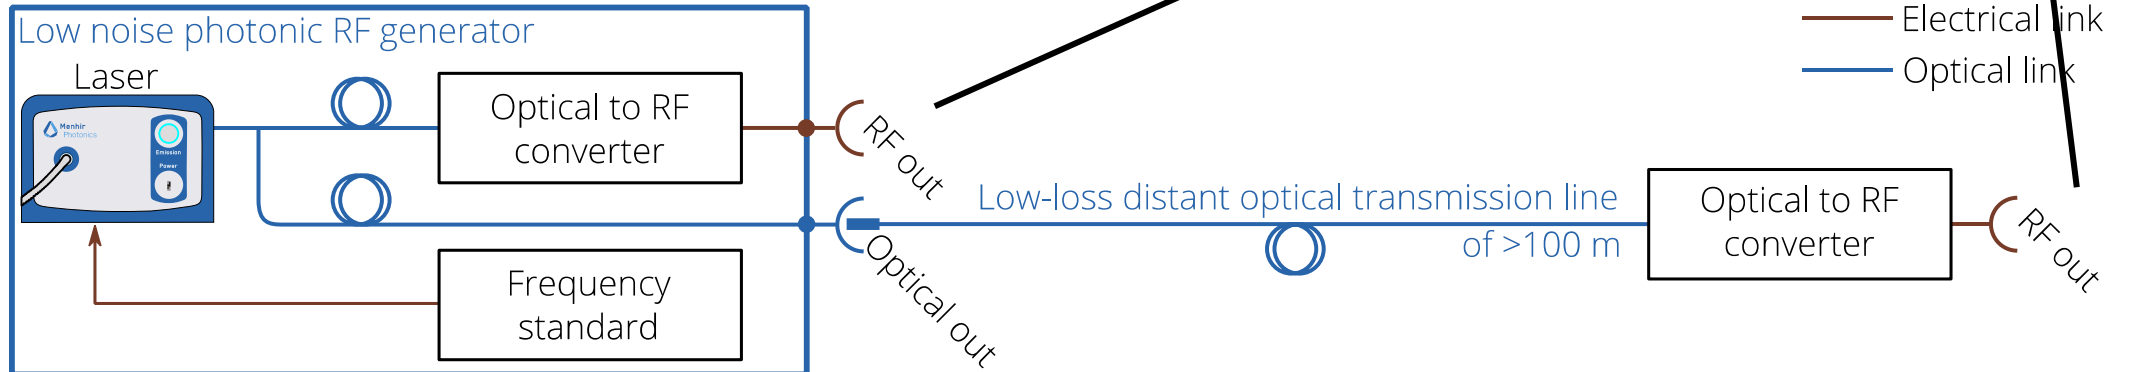 Low noise photonic RF generator
Laser
Menhir
Photonics
Emission
Power
Optical to RF
converter
RF out
Optical out
Frequency
standard
Low-loss distant optical transmission line
of >100 m
Optical to RF
converter
RF out
Electrical link
Optical link